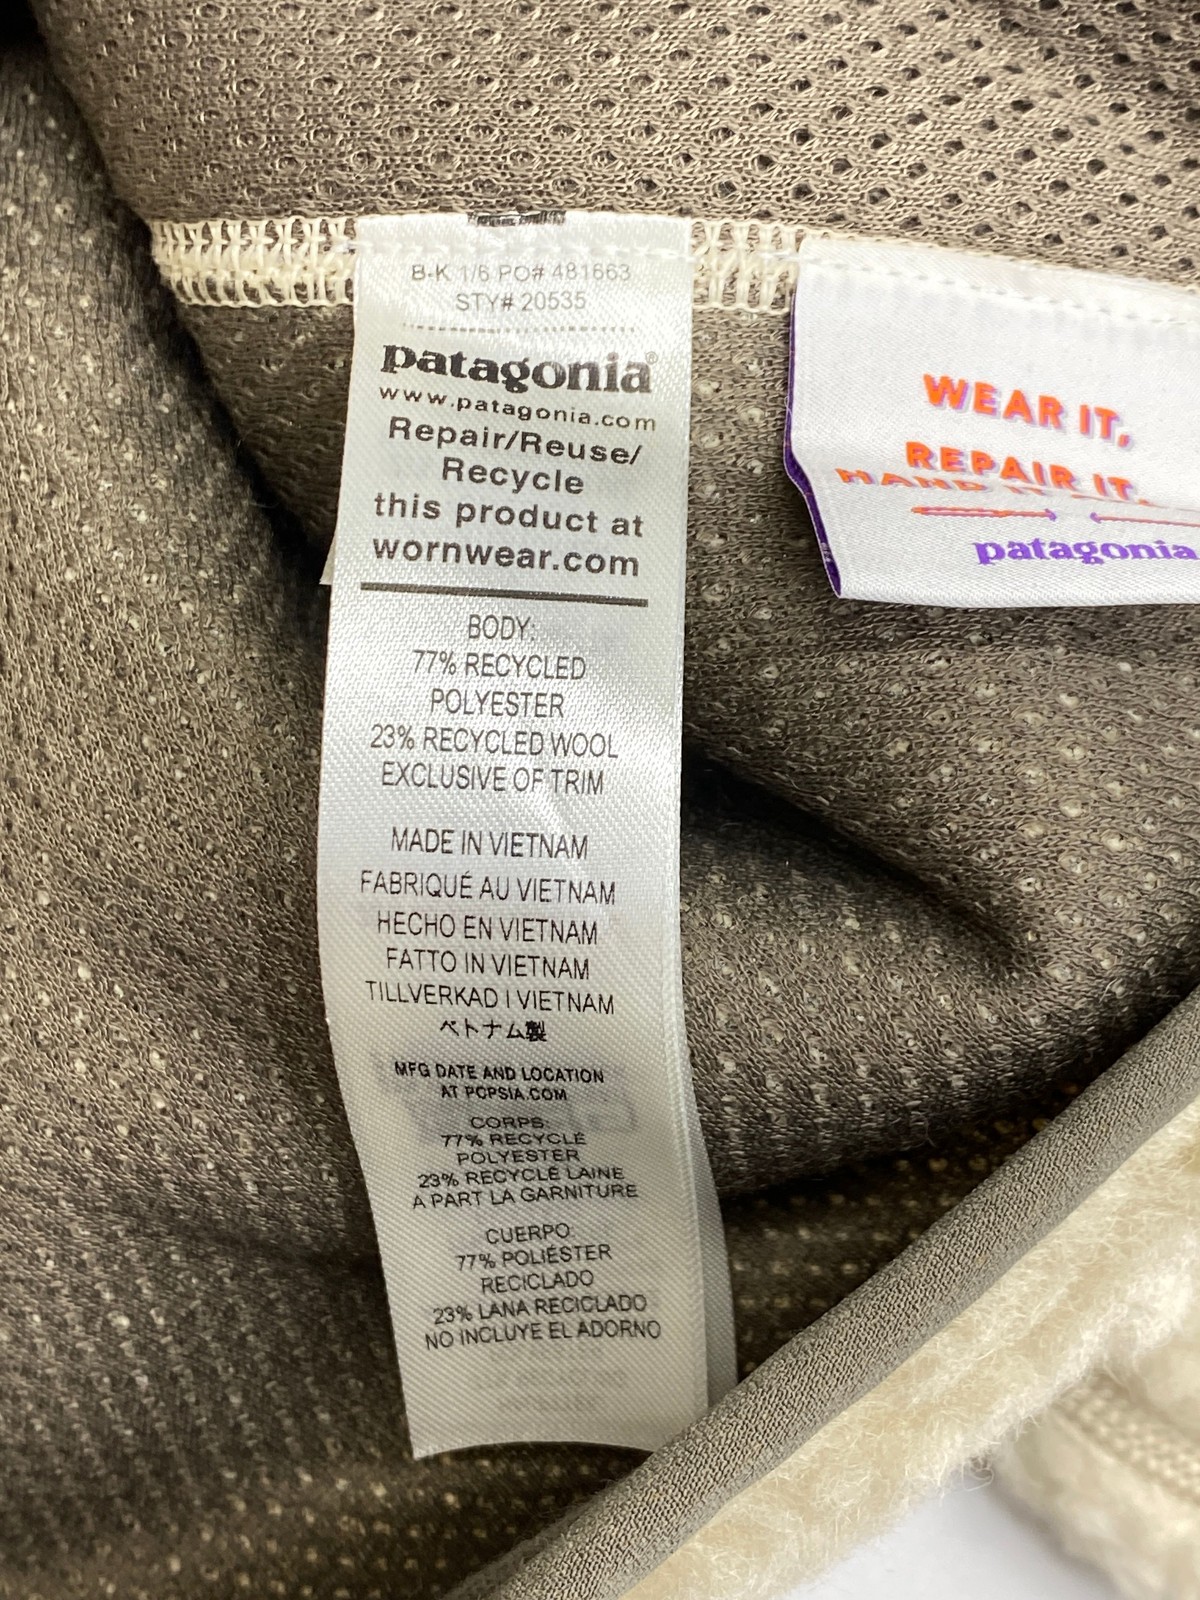 B-K 1/6 PO# 481663
STY# 20535
patagonia®
www.patagonia.com
Repair/Reuse/
Recycle
this product at
wornwear.com
BODY:
77% RECYCLED
POLYESTER
23% RECYCLED WOOL
EXCLUSIVE OF TRIM
MADE IN VIETNAM
FABRIQUÉ AU VIETNAM
HECHO EN VIETNAM
FATTO IN VIETNAM
TILLVERKAD I VIETNAM
ベトナム製
MFG DATE AND LOCATION
AT PCPSIA.COM
CORPS:
77% RECYCLÉ
POLYESTER
23% RECYCLÉ LAINE
A PART LA GARNITURE
CUERPO:
77% POLIÉSTER
RECICLADO
23% LANA RECICLADO
NO INCLUYE EL ADORNO
WEAR IT,
REPAIR IT,
HAND IT
patagonia